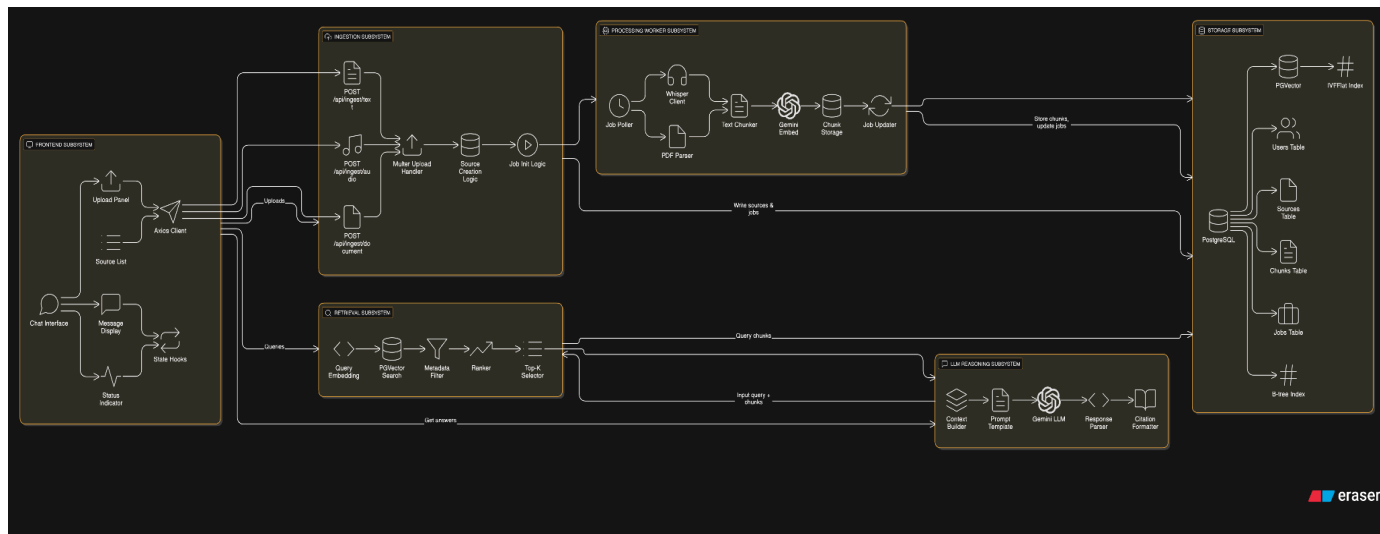 INGESTION SUBSYSTEM
POST
/api/ingest/tex
t
POST
/api/ingest/au
dio
POST
/api/ingest/do
cument
Multer Upload
Handler
Source
Creation
Logic
Job Init Logic
PROCESSING WORKER SUBSYSTEM
Job Poller
Whisper
Client
PDF Parser
Text Chunker
Gemini
Embed
Chunk
Storage
Job Updater
STORAGE SUBSYSTEM
PGVector
IVFFlat Index
Users Table
Sources
Table
PostgreSQL
Chunks Table
Jobs Table
B-tree Index
Store chunks,
update jobs
Write sources &
jobs
FRONTEND SUBSYSTEM
Upload Panel
Source List
Axios Client
Chat Interface
Message
Display
State Hooks
Status
Indicator
Uploads
Queries
Get answers
RETRIEVAL SUBSYSTEM
Query
Embedding
PGVector
Search
Metadata
Filter
Ranker
Top-K
Selector
Query chunks
Input query +
chunks
LLM REASONING SUBSYSTEM
Context
Builder
Prompt
Template
Gemini LLM
Response
Parser
Citation
Formatter
eraser